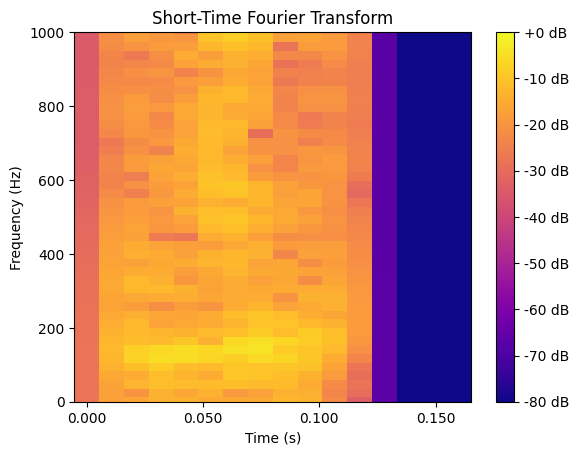 Short-Time Fourier Transform
Frequency (Hz)
1000
800
600
400
200
0
0.000
0.050
0.100
0.150
Time (s)
+0 dB
-10 dB
-20 dB
-30 dB
-40 dB
-50 dB
-60 dB
-70 dB
-80 dB